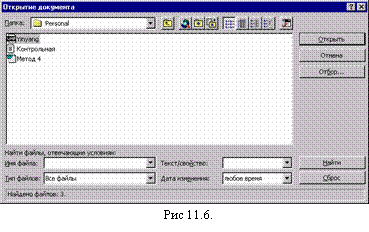 Открытие документа
Папка: Personal
Yinyang
Контрольная
Метод 4
Открыть
Отмена
Отбор...
Найти файлы, отвечающие условиям:
Имя файла: Текст/свойство: Найти
Тип файлов: Все файлы Дата изменения: любое время Сброс
Найдено файлов: 3.
Рис 11.6.